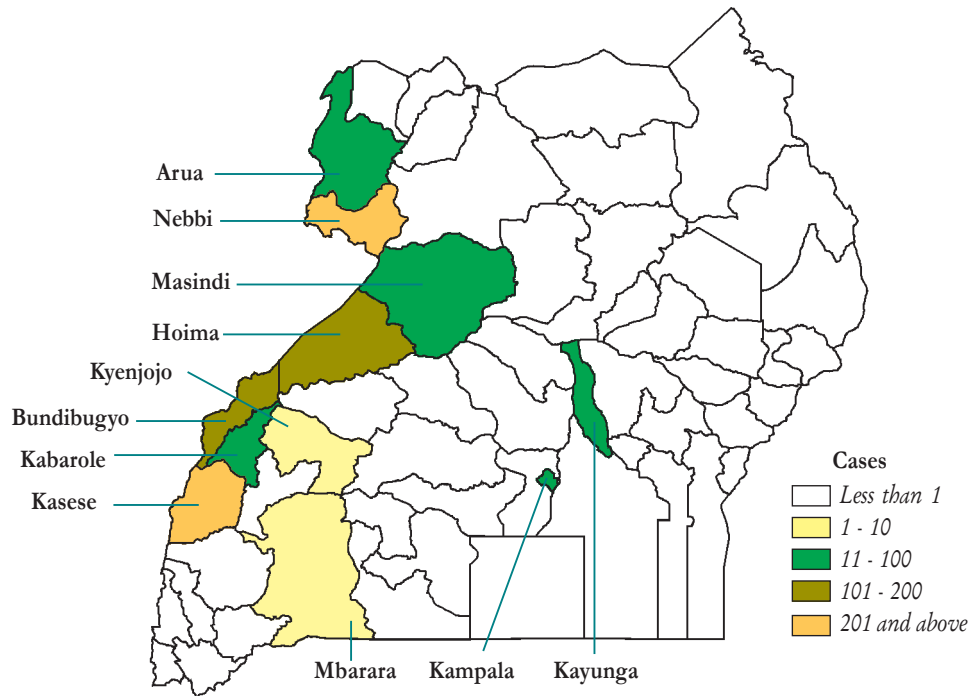 Arua
Nebbi
Masindi
Hoima
Kyenjojo
Bundibugyo
Kabarole
Kasese
Mbarara
Kampala
Kayunga
Cases
Less than 1
1 - 10
11 - 100
101 - 200
201 and above